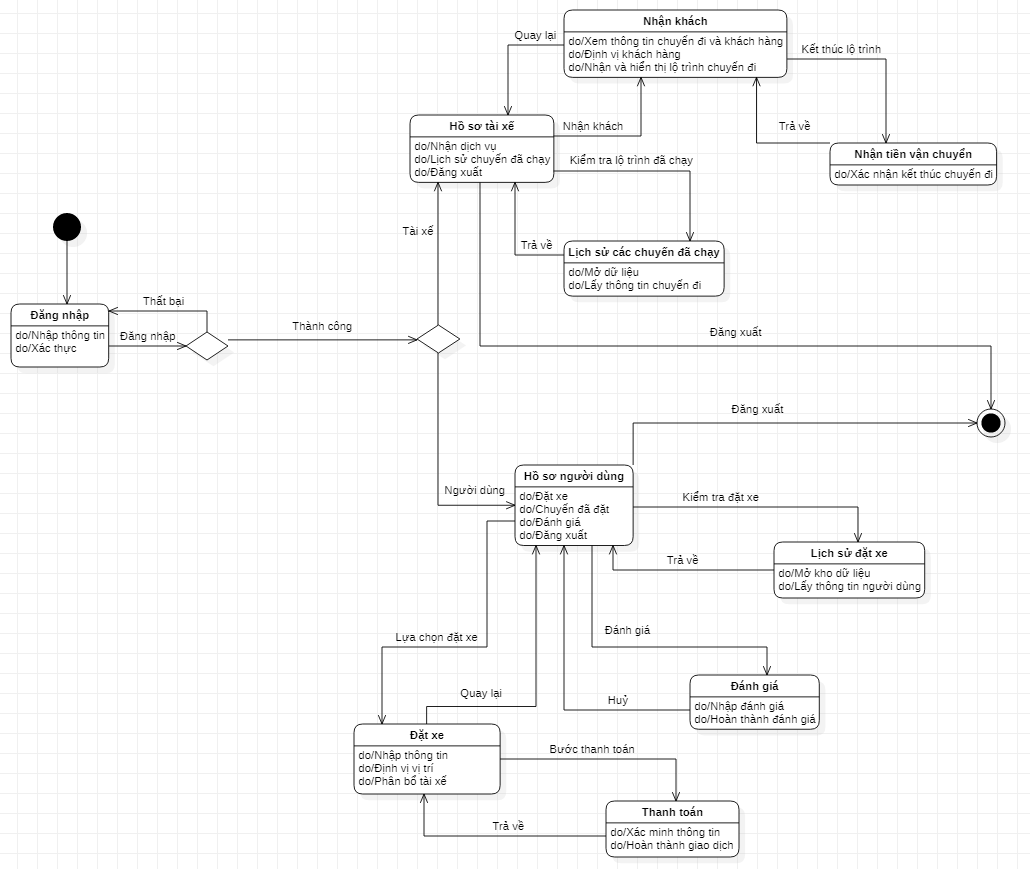 Nhận khách
do/Xem thông tin chuyến đi và khách hàng
do/Định vị khách hàng
do/Nhận và hiển thị lộ trình chuyến đi
Quay lại
Kết thúc lộ trình
Hồ sơ tài xế
do/Nhận dịch vụ
do/Lịch sử chuyến đã chạy
do/Đăng xuất
Nhận khách
Trả về
Nhận tiền vận chuyển
do/Xác nhận kết thúc chuyến đi
Kiểm tra lộ trình đã chạy
Tài xế
Trả về
Lịch sử các chuyến đã chạy
do/Mở dữ liệu
do/Lấy thông tin chuyến đi
Đăng nhập
do/Nhập thông tin
do/Xác thực
Thất bại
Đăng nhập
Thành công
Đăng xuất
Đăng xuất
Người dùng
Hồ sơ người dùng
do/Đặt xe
do/Chuyến đã đặt
do/Đánh giá
do/Đăng xuất
Kiểm tra đặt xe
Trả về
Lịch sử đặt xe
do/Mở kho dữ liệu
do/Lấy thông tin người dùng
Lựa chọn đặt xe
Đánh giá
Quay lại
Huỷ
Đánh giá
do/Nhập đánh giá
do/Hoàn thành đánh giá
Đặt xe
do/Nhập thông tin
do/Định vị vị trí
do/Phân bổ tài xế
Bước thanh toán
Trả về
Thanh toán
do/Xác minh thông tin
do/Hoàn thành giao dịch